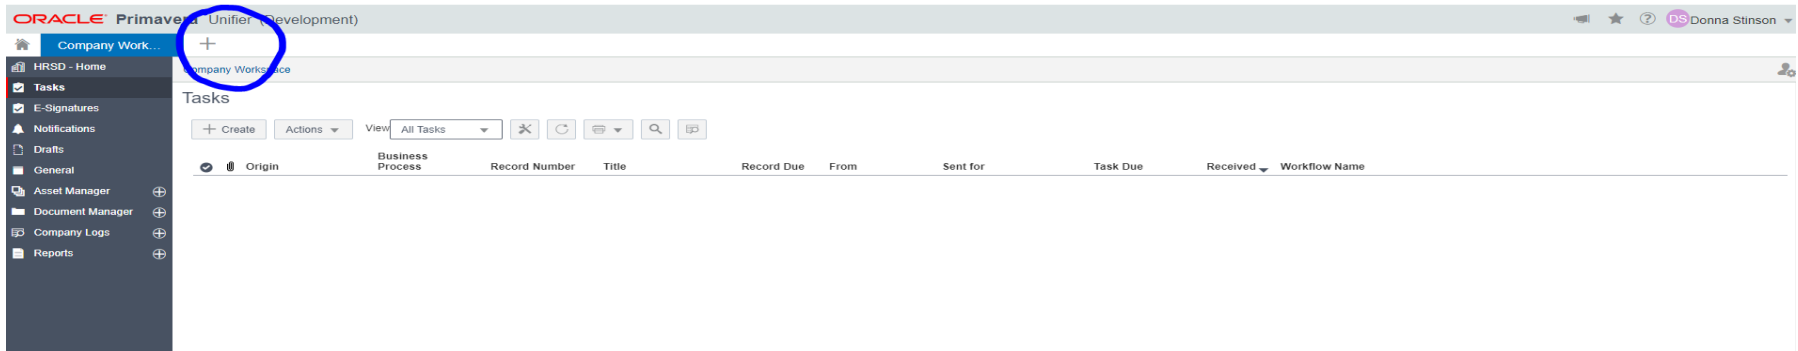 ORACLE Primavera Unifier (Development)
DS Donna Stinson
Company Work...
HRSD - Home
Company Workspace
Tasks
E-Signatures
Notifications
Drafts
General
Asset Manager
Document Manager
Company Logs
Reports
Tasks
Create Actions View All Tasks
Origin Business Process Record Number Title Record Due From Sent for Task Due Received Workflow Name